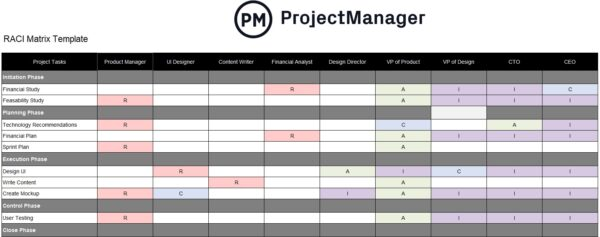 PM ProjectManager
RACI Matrix Template
Project Tasks Product Manager UI Designer Content Writer Financial Analyst Design Director VP of Product VP of Design CTO CEO
Initiation Phase
Financial Study R A I I C
Feasability Study R A I I I
Planning Phase
Technology Recommendations R C A I
Financial Plan R A I I I
Sprint Plan R A
Execution Phase
Design UI R A I C I I
Write Content R A
Create Mockup R C I A I I I
Control Phase
User Testing R A I I I
Close Phase